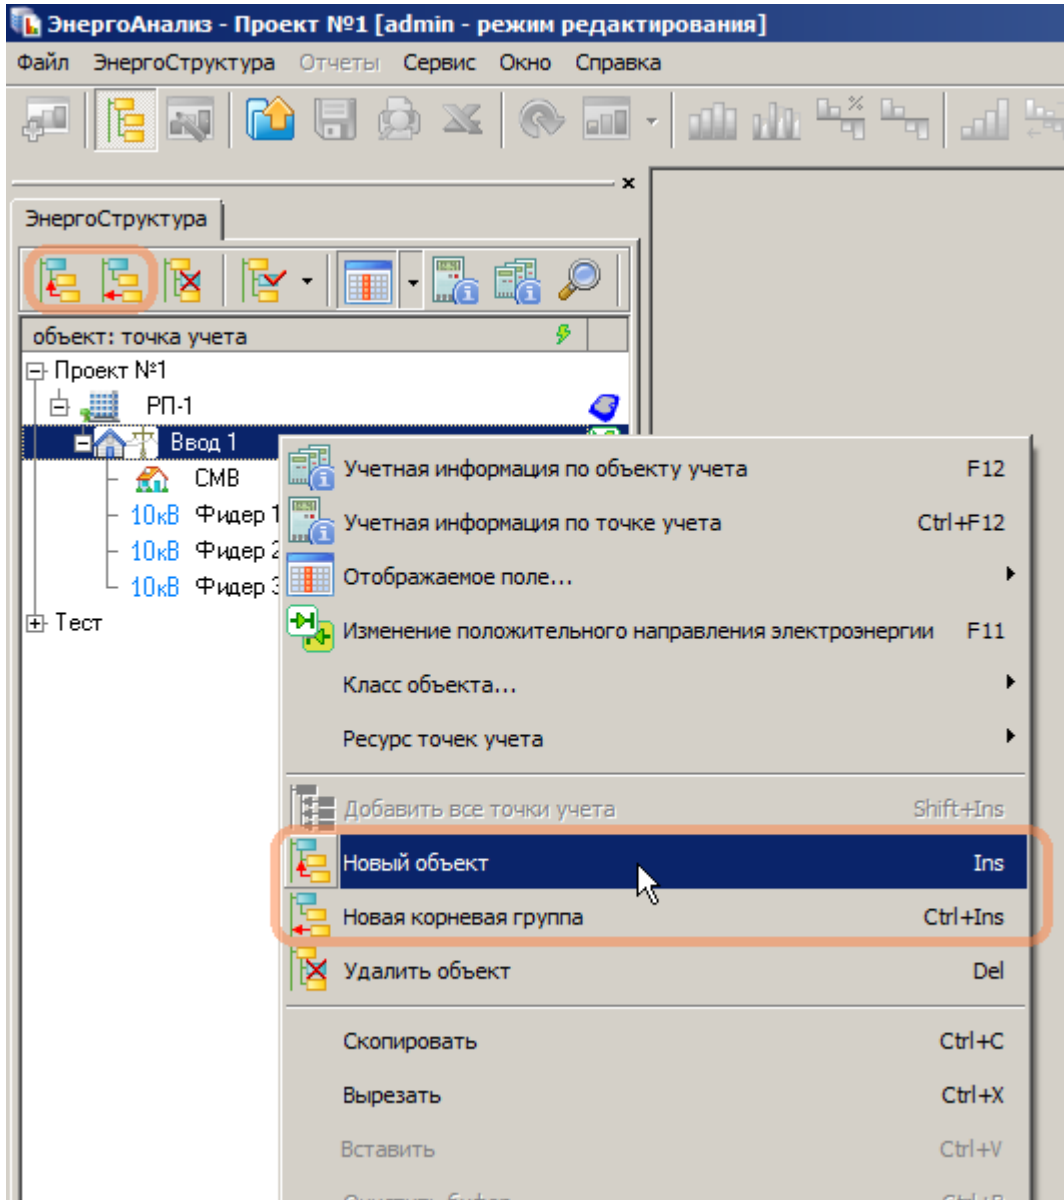 ЭнергоАнализ - Проект №1 [admin - режим редактирования]
Файл ЭнергоСтруктура Отчеты Сервис Окно Справка
ЭнергоСтруктура
объект: точка учета
Проект №1
РП-1
Ввод 1
СМВ
10кВ Фидер 1
10кВ Фидер 2
10кВ Фидер 3
Тест
Учетная информация по объекту учета F12
Учетная информация по точке учета Ctrl+F12
Отображаемое поле...
Изменение положительного направления электроэнергии F11
Класс объекта...
Ресурс точек учета
Добавить все точки учета Shift+Ins
Новый объект Ins
Новая корневая группа Ctrl+Ins
Удалить объект Del
Скопировать Ctrl+C
Вырезать Ctrl+X
Вставить Ctrl+V